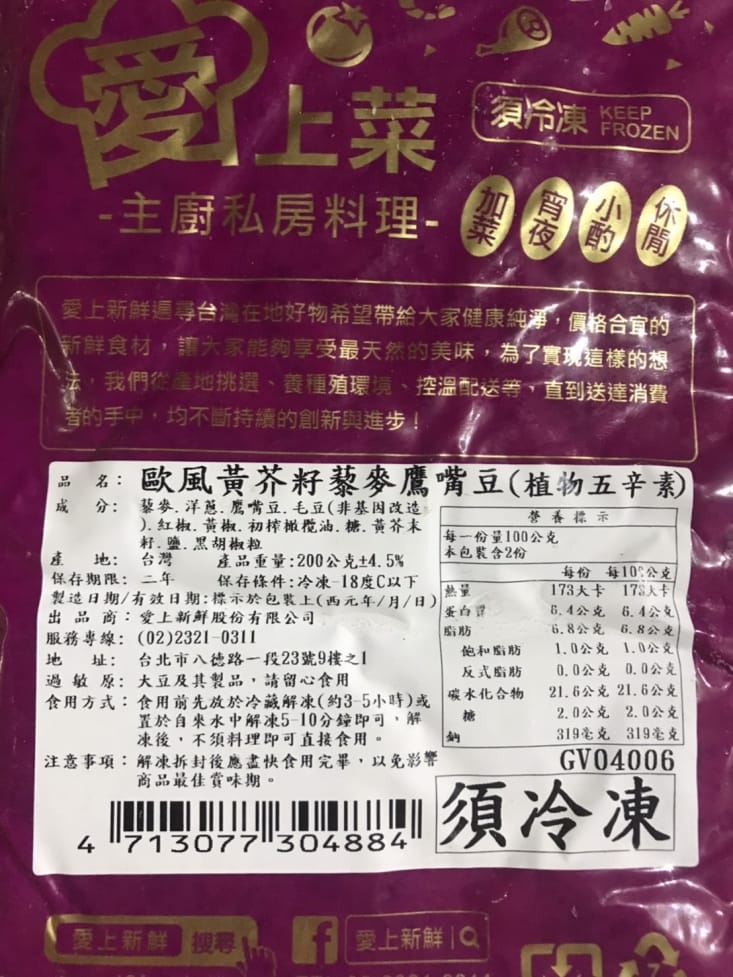 愛上菜
須冷凍 KEEP FROZEN
-主廚私房料理-
加菜 宵夜 小酌 休閒
愛上新鮮遍尋台灣在地好物希望帶給大家健康純淨，價格合宜的
新鮮食材，讓大家能夠享受最天然的美味，為了實現這樣的想
法，我們從產地挑選、養種殖環境、控溫配送等，直到送達消費
者的手中，均不斷持續的創新與進步！
品 名：歐風黃芥籽藜麥鷹嘴豆(植物五辛素)
成 分：藜麥.洋蔥.鷹嘴豆.毛豆(非基因改造
).紅椒.黃椒.初榨橄欖油.糖.黃芥末
籽.鹽.黑胡椒粒
產 地：台灣 產品重量:200公克±4.5%
保存期限：二年 保存條件:冷凍-18度C以下
製造日期/有效日期:標示於包裝上(西元年/月/日)
出 品 商：愛上新鮮股份有限公司
服務專線：(02)2321-0311
地 址：台北市八德路一段23號9樓之1
過 敏 原：大豆及其製品，請留心食用
食用方式：食用前先放於冷藏解凍(約3-5小時)或
置於自來水中解凍5-10分鐘即可，解
凍後，不須料理即可直接食用。
注意事項：解凍拆封後應盡快食用完畢，以免影響
商品最佳賞味期。
營養標示
每一份量100公克
本包裝含2份
每份 每100公克
熱量 173大卡 173大卡
蛋白質 6.4公克 6.4公克
脂肪 6.8公克 6.8公克
飽和脂肪 1.0公克 1.0公克
反式脂肪 0.0公克 0.0公克
碳水化合物 21.6公克 21.6公克
糖 2.0公克 2.0公克
鈉 319毫克 319毫克
GV04006
須冷凍
4 713077 304884
愛上新鮮 搜尋
f 愛上新鮮